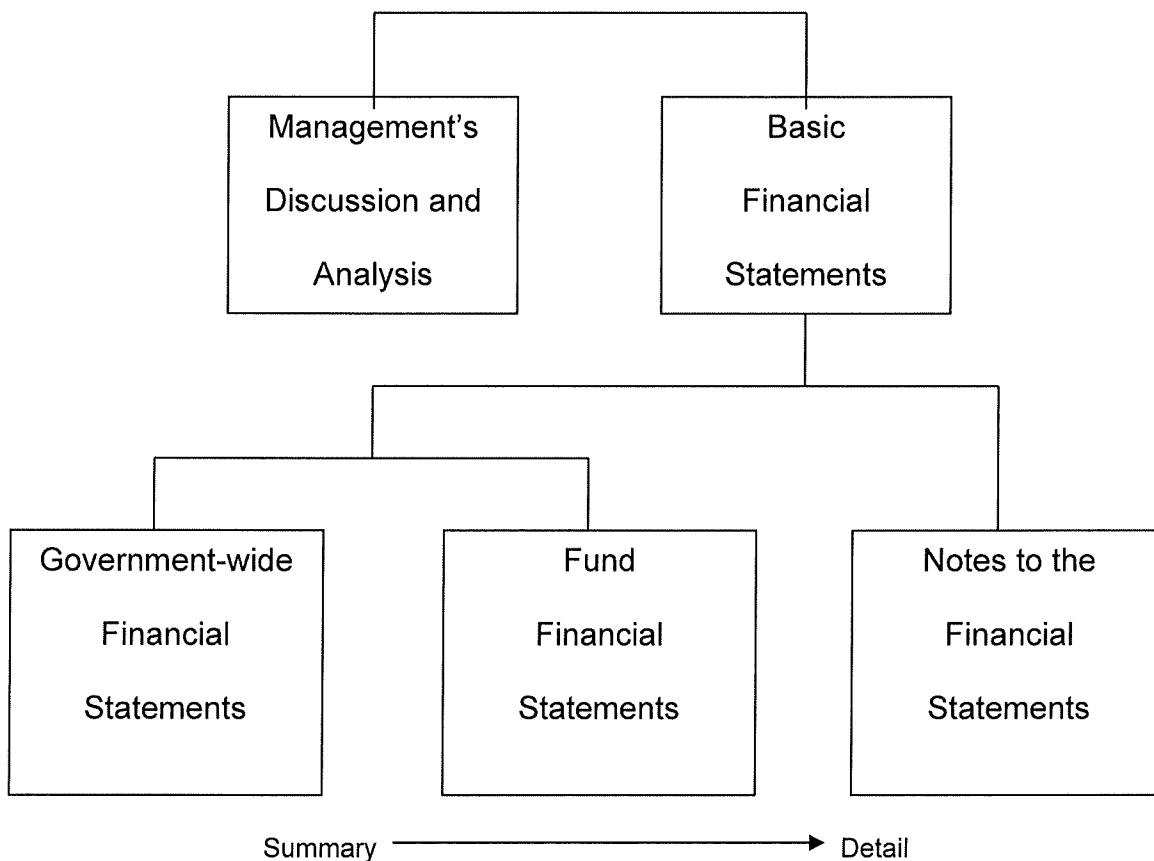 Management’s
Discussion and
Analysis
Basic
Financial
Statements
Government-wide
Financial
Statements
Fund
Financial
Statements
Notes to the
Financial
Statements
Summary
Detail